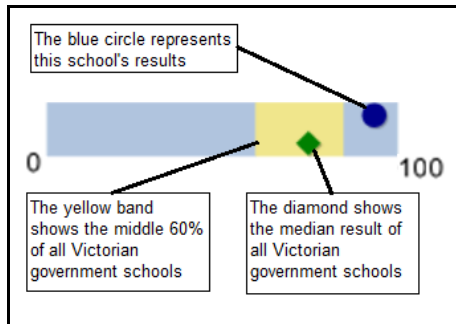 The blue circle represents
this school's results
0
100
The yellow band
shows the middle 60%
of all Victorian
government schools
The diamond shows
the median result of
all Victorian
government schools